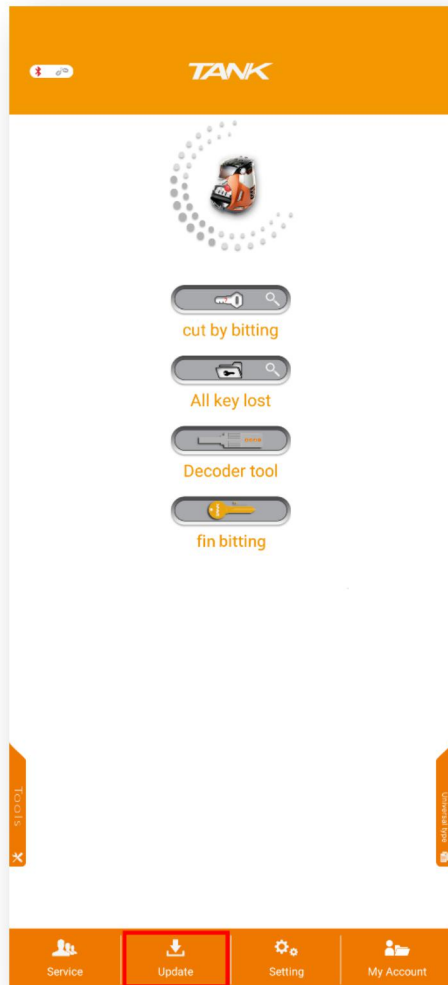 TANK
cut by bitting
All key lost
Decoder tool
fin bitting
Tools
Universal type
Service
Update
Setting
My Account